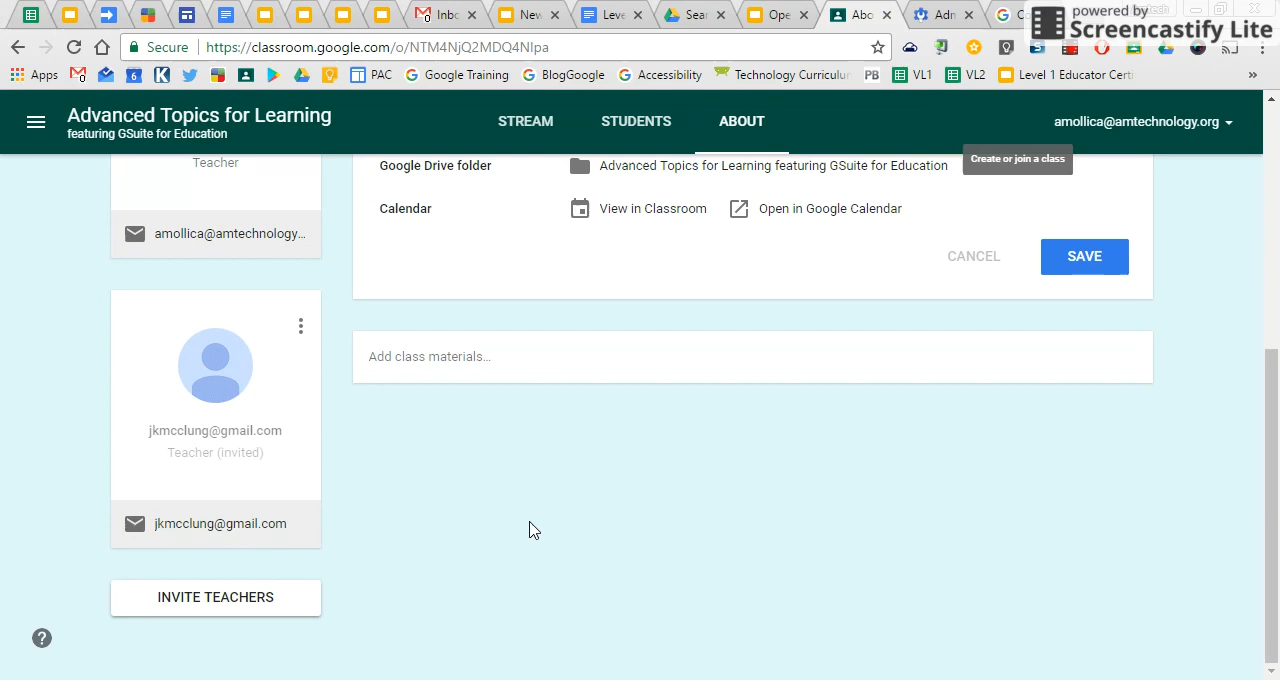 Inbc
New
Leve
Sear
Ope
Abo
Adn
powered by
Screencastify Lite
Secure
https://classroom.google.com/o/NTM4NjQ2MDQ4Nlpa
Apps
6
K
PAC
Google Training
BlogGoogle
Accessibility
Technology Curriculu
PB
VL1
VL2
Level 1 Educator Certi
»
Advanced Topics for Learning
featuring GSuite for Education
STREAM
STUDENTS
ABOUT
amollica@amtechnology.org
Create or join a class
Teacher
amollica@amtechnology...
Google Drive folder
Advanced Topics for Learning featuring GSuite for Education
Calendar
View in Classroom
Open in Google Calendar
CANCEL
SAVE
jkmcclung@gmail.com
Teacher (invited)
jkmcclung@gmail.com
Add class materials...
INVITE TEACHERS
?